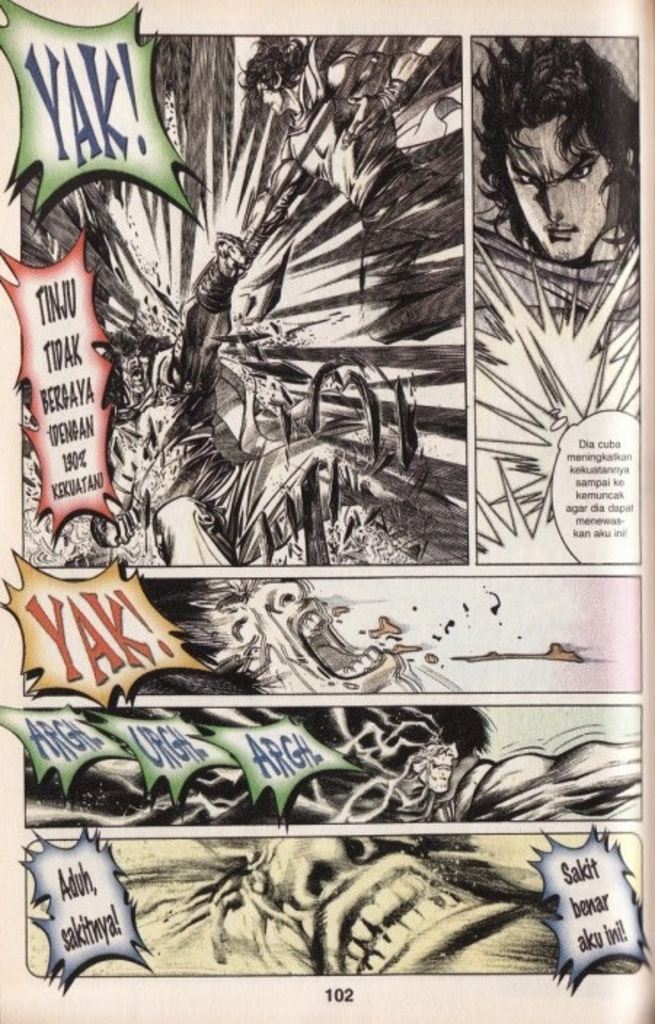 YAK!
TINJU
TIDAK
BERGAYA
(DENGAN
130%
KEKUATAN)
Dia cuba
meningkatkan
kekuatannya
sampai ke
kemuncak
agar dia dapat
menewas-
kan aku ini!
YAK!
ARGH.
URGH.
ARGH.
Aduh,
sakitnya!
Sakit
benar
aku ini!
102